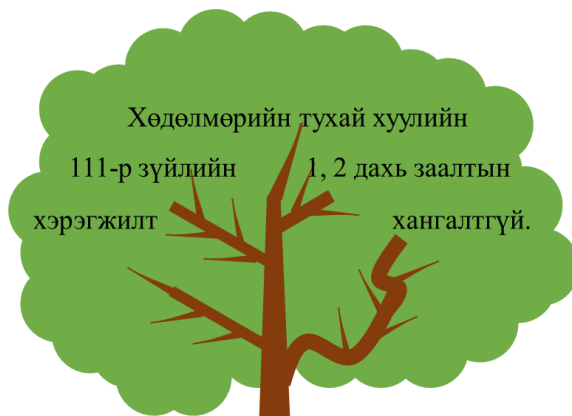 Хөдөлмөрийн тухай хуулийн
111-р зүйлийн 1, 2 дахь заалтын
хэрэгжилт хангалтгүй.